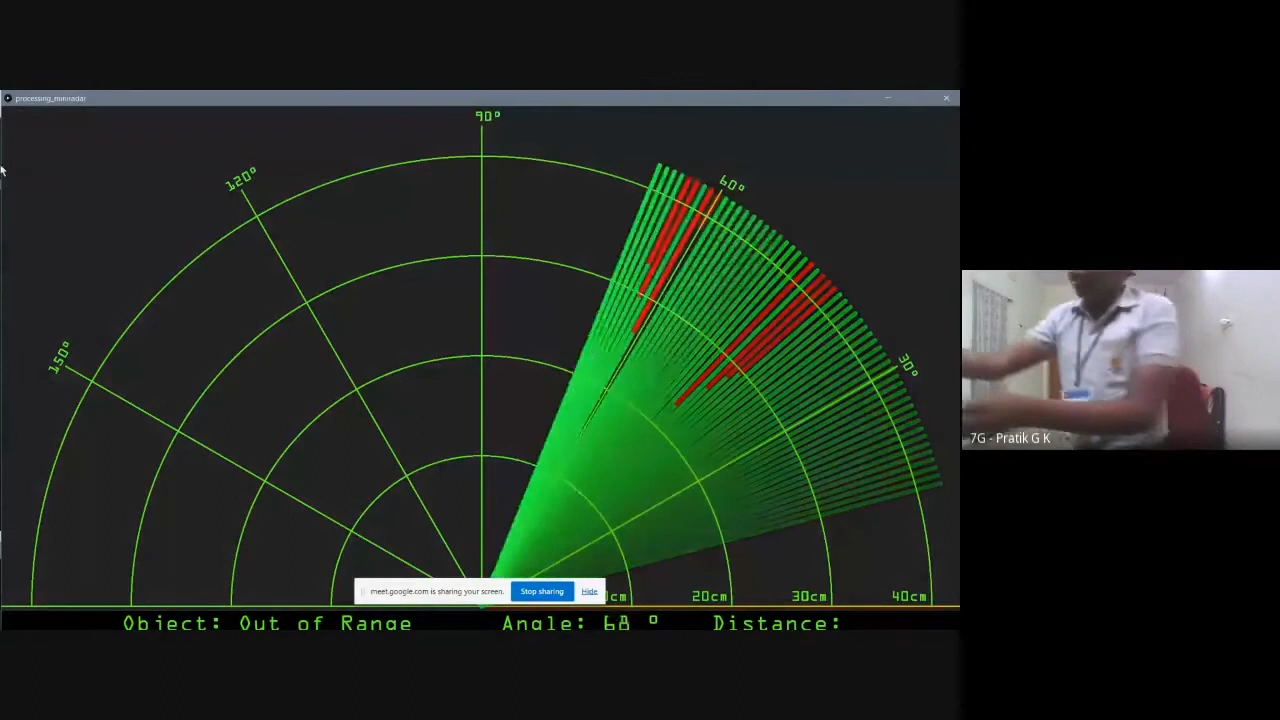 processing_miniradar
90°
120°
60°
150°
30°
meet.google.com is sharing your screen.
Stop sharing
Hide
20cm
30cm
40cm
Object: Out of Range
Angle: 68 °
Distance:
7G - Pratik G K